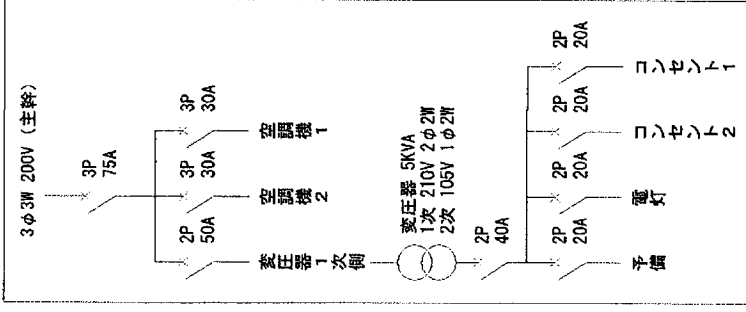 3φ3W 200V (主幹)
3P
75A
3P
30A
空調機1
3P
30A
空調機2
2P
50A
変圧器1次側
変圧器 5KVA
1次 210V 2φ2W
2次 105V 1φ2W
2P
40A
2P
20A
コンセント1
2P
20A
コンセント2
2P
20A
電灯
2P
20A
予備